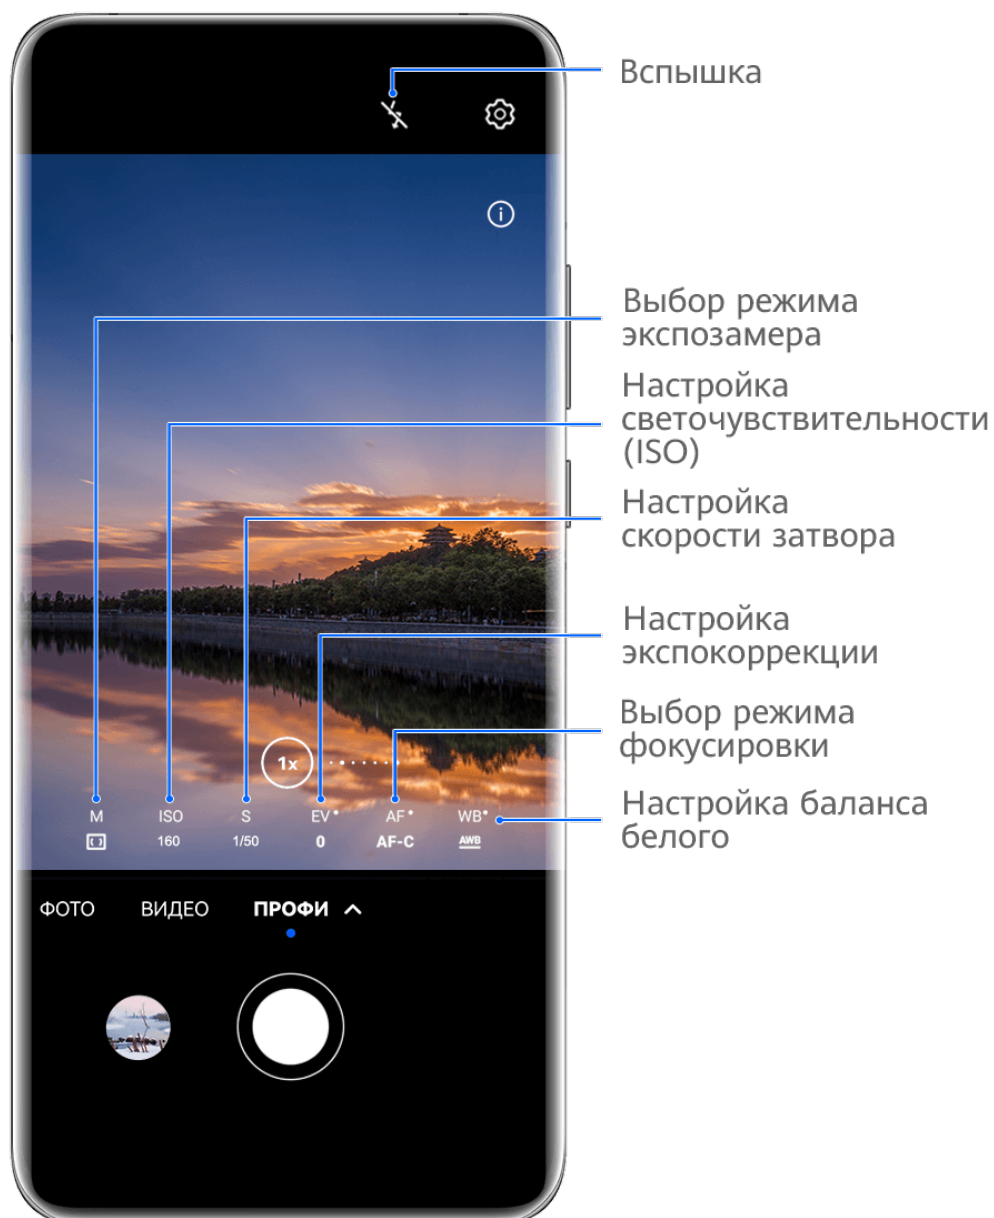 Вспышка
Выбор режима
экспозамера
Настройка
светочувствительности
(ISO)
Настройка
скорости затвора
Настройка
экспокоррекции
Выбор режима
фокусировки
Настройка баланса
белого
1x
M ISO S EV AF WB
160 1/50 0 AF-C AWB
ФОТО ВИДЕО ПРОФИ